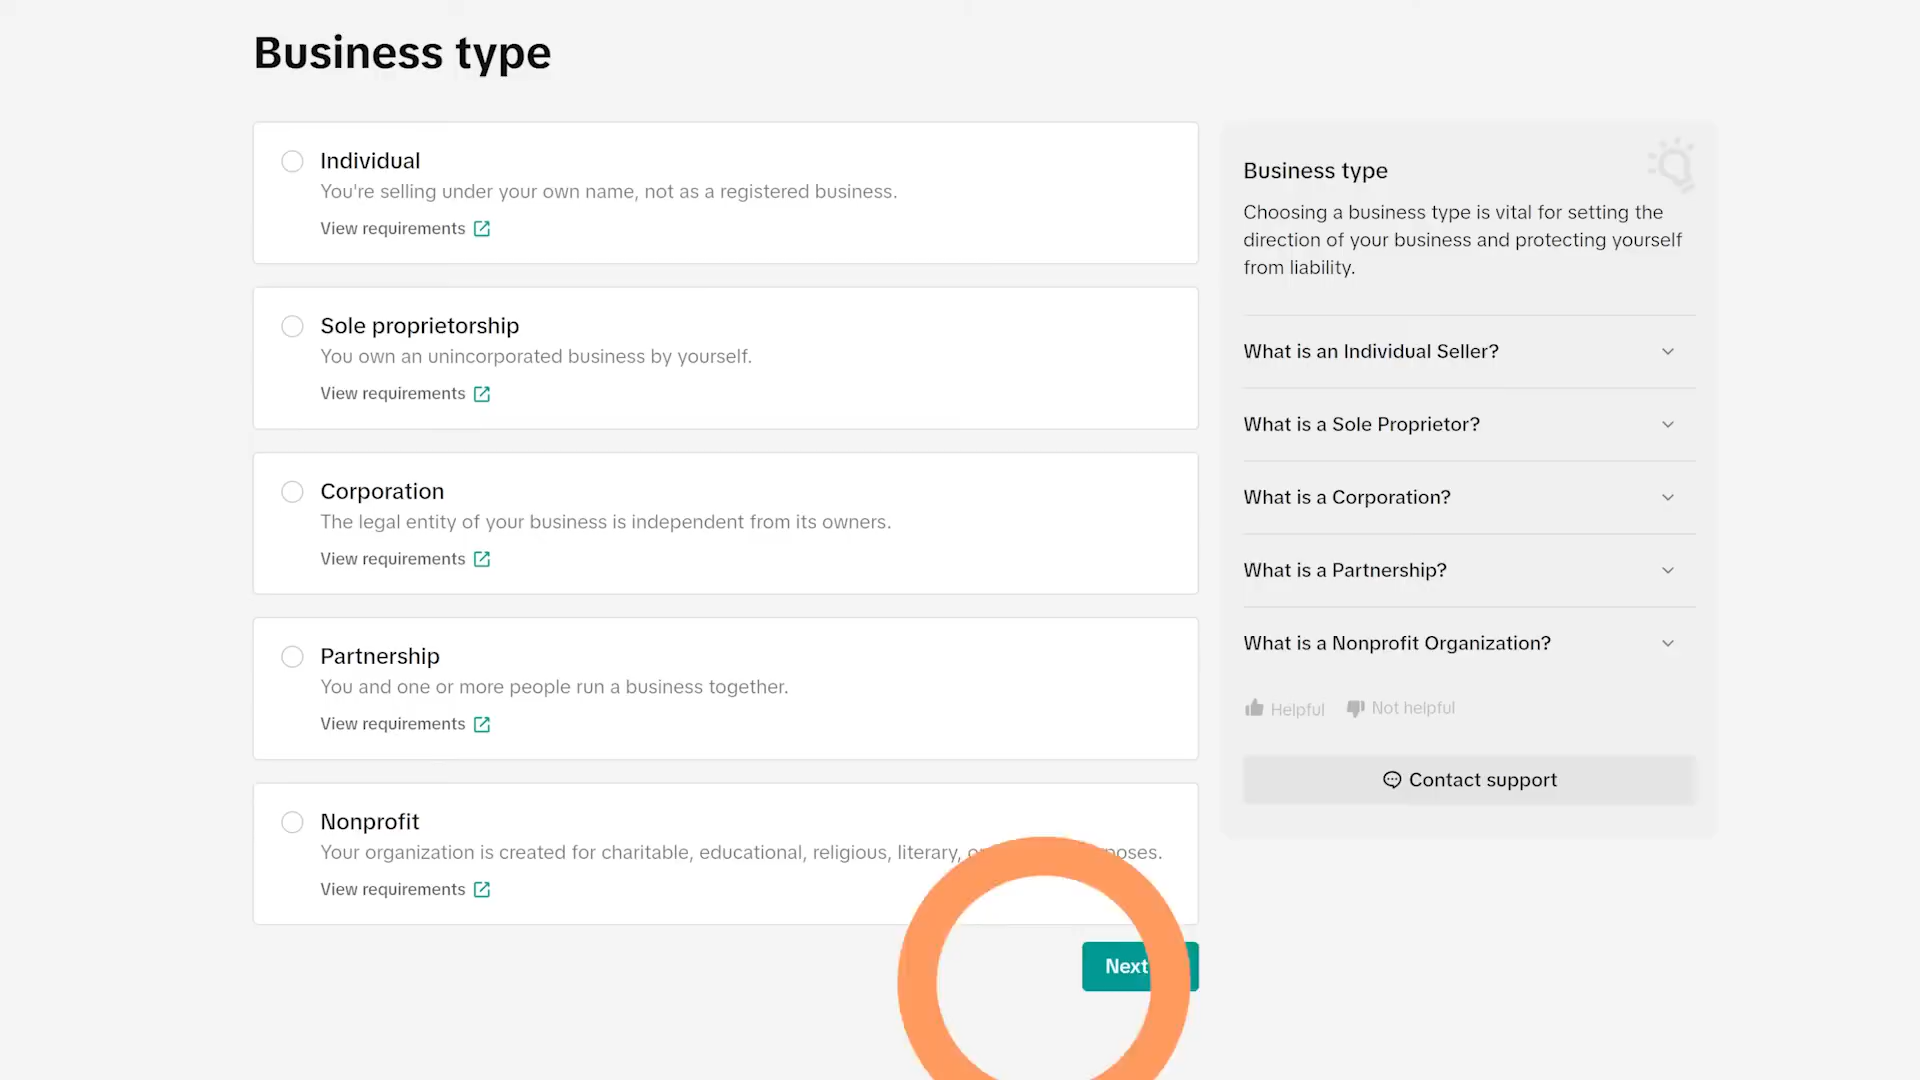 Business type
Individual
You're selling under your own name, not as a registered business.
View requirements
Sole proprietorship
You own an unincorporated business by yourself.
View requirements
Corporation
The legal entity of your business is independent from its owners.
View requirements
Partnership
You and one or more people run a business together.
View requirements
Nonprofit
Your organization is created for charitable, educational, religious, literary,
View requirements
Next
Business type
Choosing a business type is vital for setting the
direction of your business and protecting yourself
from liability.
What is an Individual Seller?
What is a Sole Proprietor?
What is a Corporation?
What is a Partnership?
What is a Nonprofit Organization?
Helpful
Not helpful
Contact support